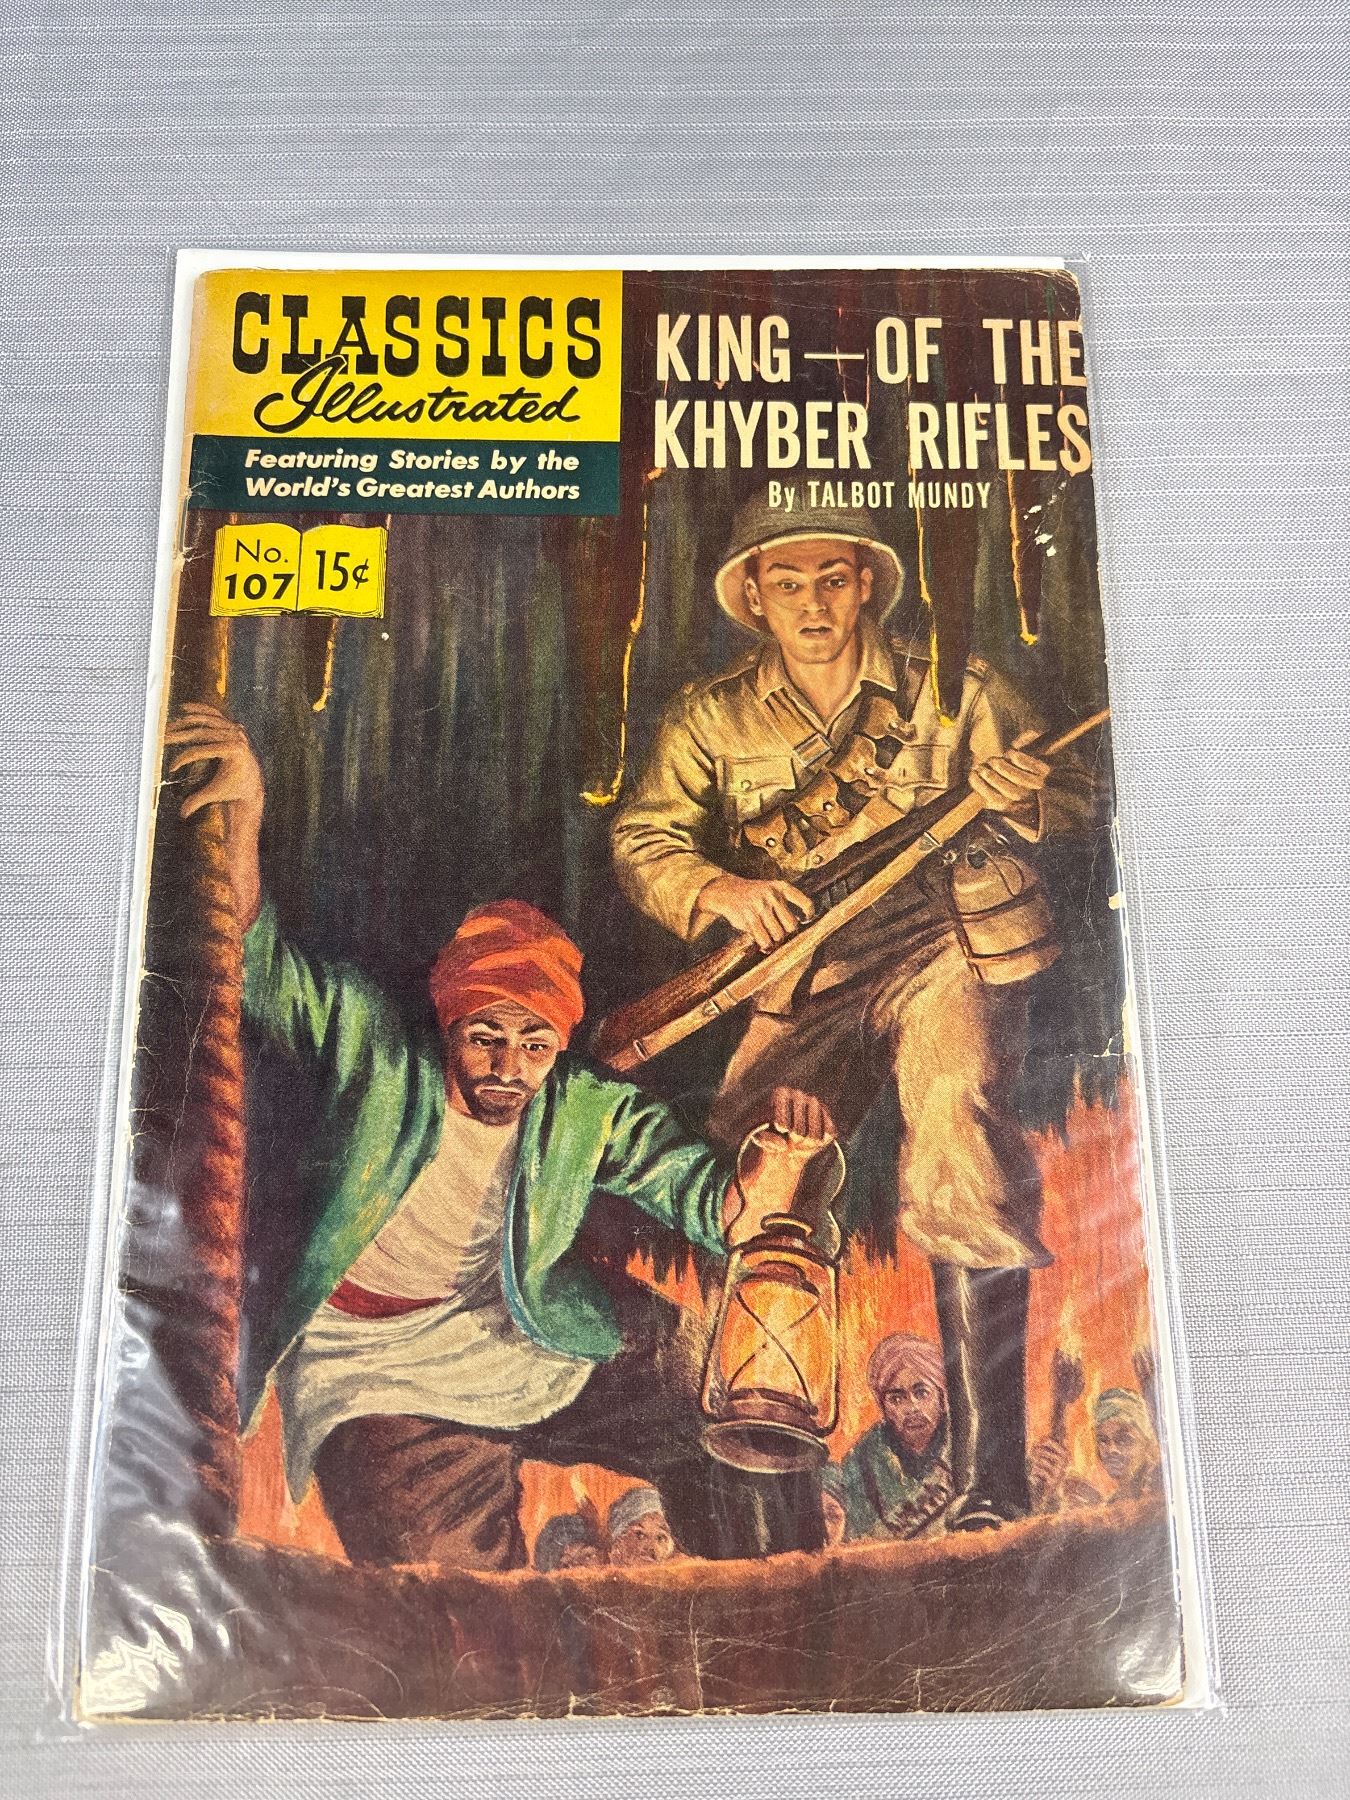 CLASSICS
Illustrated
Featuring Stories by the
World's Greatest Authors
No.
107
15¢
KING—OF THE
KHYBER RIFLES
By TALBOT MUNDY